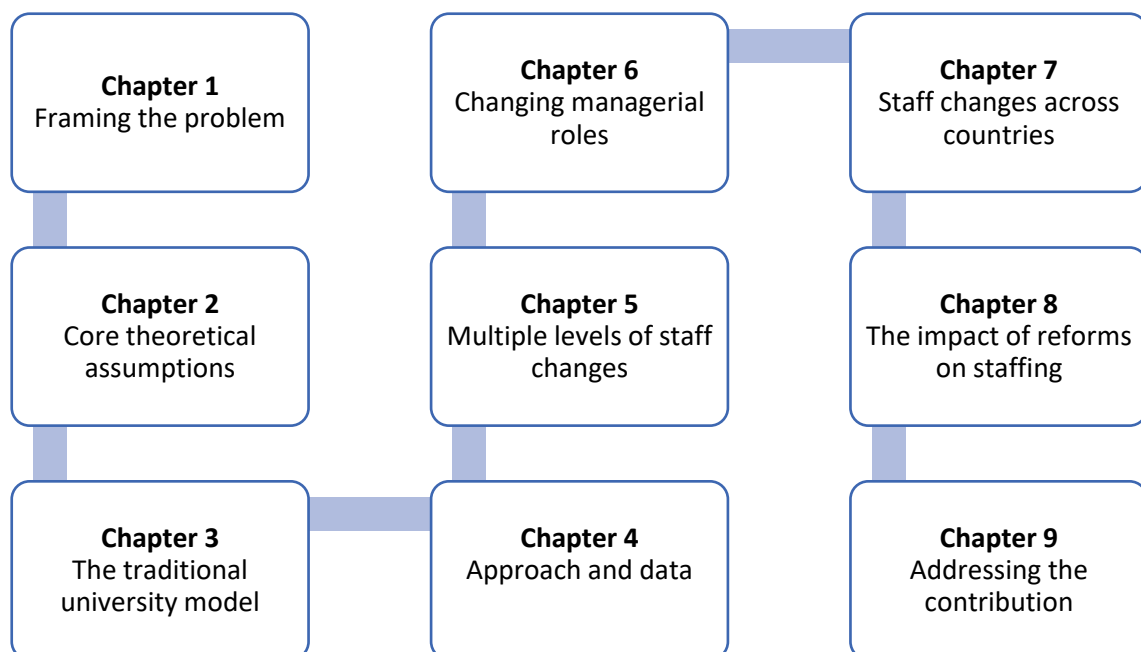 Chapter 1
Framing the problem
Chapter 2
Core theoretical
assumptions
Chapter 3
The traditional
university model
Chapter 4
Approach and data
Chapter 5
Multiple levels of staff
changes
Chapter 6
Changing managerial
roles
Chapter 7
Staff changes across
countries
Chapter 8
The impact of reforms
on staffing
Chapter 9
Addressing the
contribution